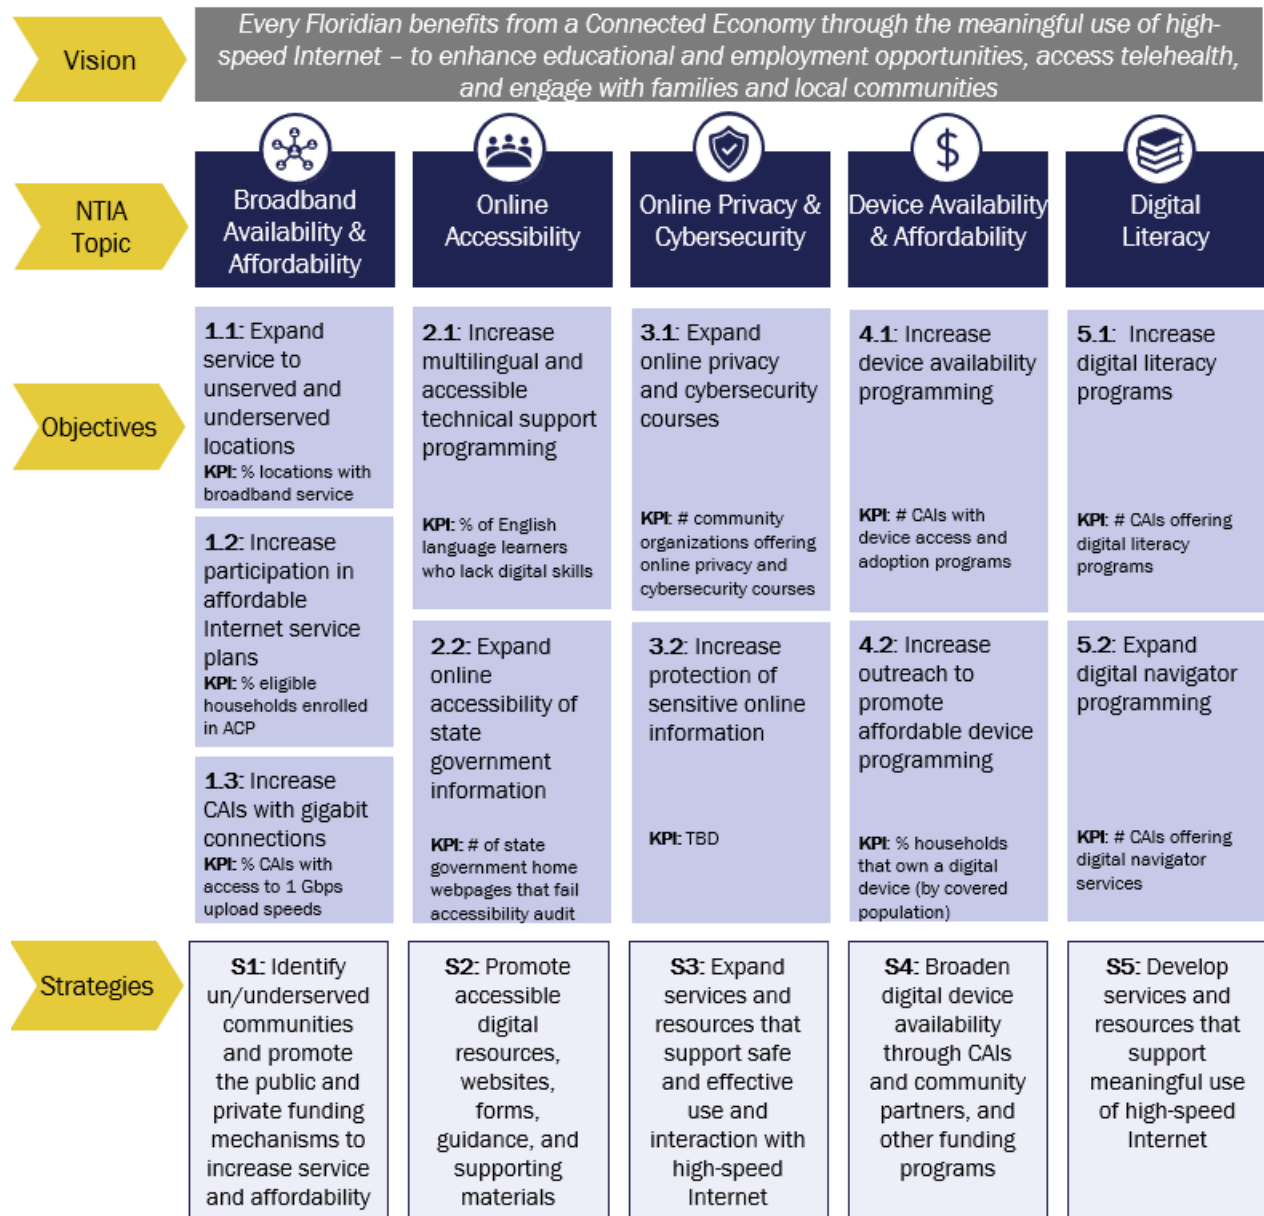 Vision
Every Floridian benefits from a Connected Economy through the meaningful use of high-
speed Internet – to enhance educational and employment opportunities, access telehealth,
and engage with families and local communities
NTIA
Topic
Broadband
Availability &
Affordability
Online
Accessibility
Online Privacy &
Cybersecurity
$
Device Availability
& Affordability
Digital
Literacy
Objectives
1.1: Expand
service to
unserved and
underserved
locations
KPI: % locations with
broadband service
1.2: Increase
participation in
affordable
Internet service
plans
KPI: % eligible
households enrolled
in ACP
1.3: Increase
CAIs with gigabit
connections
KPI: % CAIs with
access to 1 Gbps
upload speeds
2.1: Increase
multilingual and
accessible
technical support
programming
KPI: % of English
language learners
who lack digital skills
2.2: Expand
online
accessibility of
state
government
information
KPI: # of state
government home
webpages that fail
accessibility audit
3.1: Expand
online privacy
and cybersecurity
courses
KPI: # community
organizations offering
online privacy and
cybersecurity courses
3.2: Increase
protection of
sensitive online
information
KPI: TBD
4.1: Increase
device availability
programming
KPI: # CAIs with
device access and
adoption programs
4.2: Increase
outreach to
promote
affordable device
programming
KPI: % households
that own a digital
device (by covered
population)
5.1: Increase
digital literacy
programs
KPI: # CAIs offering
digital literacy
programs
5.2: Expand
digital navigator
programming
KPI: # CAIs offering
digital navigator
services
Strategies
S1: Identify
un/underserved
communities
and promote
the public and
private funding
mechanisms to
increase service
and affordability
S2: Promote
accessible
digital
resources,
websites,
forms,
guidance, and
supporting
materials
S3: Expand
services and
resources that
support safe
and effective
use and
interaction with
high-speed
Internet
S4: Broaden
digital device
availability
through CAIs
and community
partners, and
other funding
programs
S5: Develop
services and
resources that
support
meaningful use
of high-speed
Internet